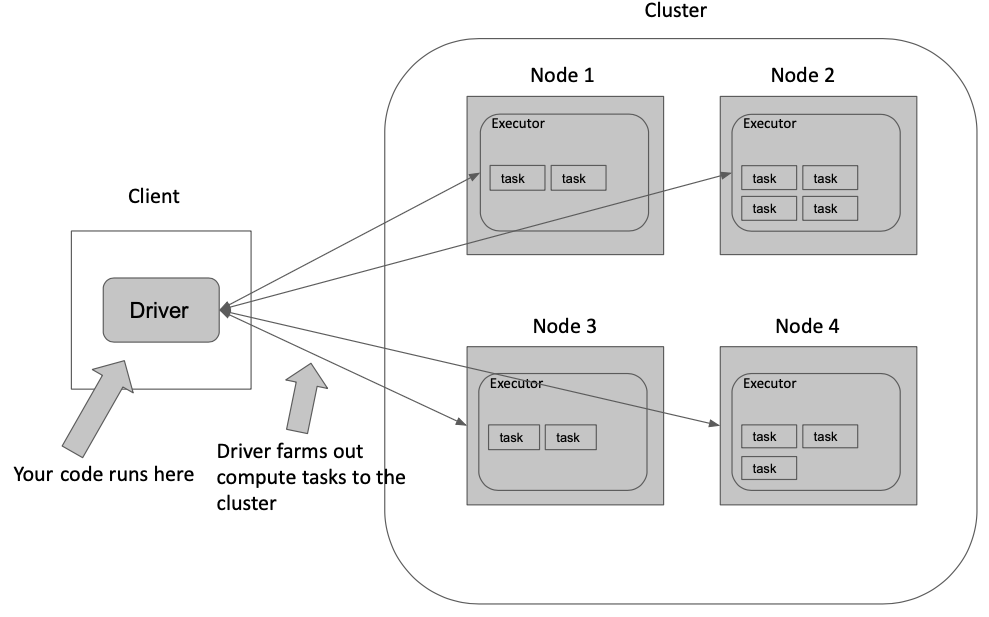 Cluster
Node 1
Node 2
Executor
task task
Executor
task task
task task
Client
Driver
Your code runs here
Driver farms out
compute tasks to the
cluster
Node 3
Node 4
Executor
task task
Executor
task task
task